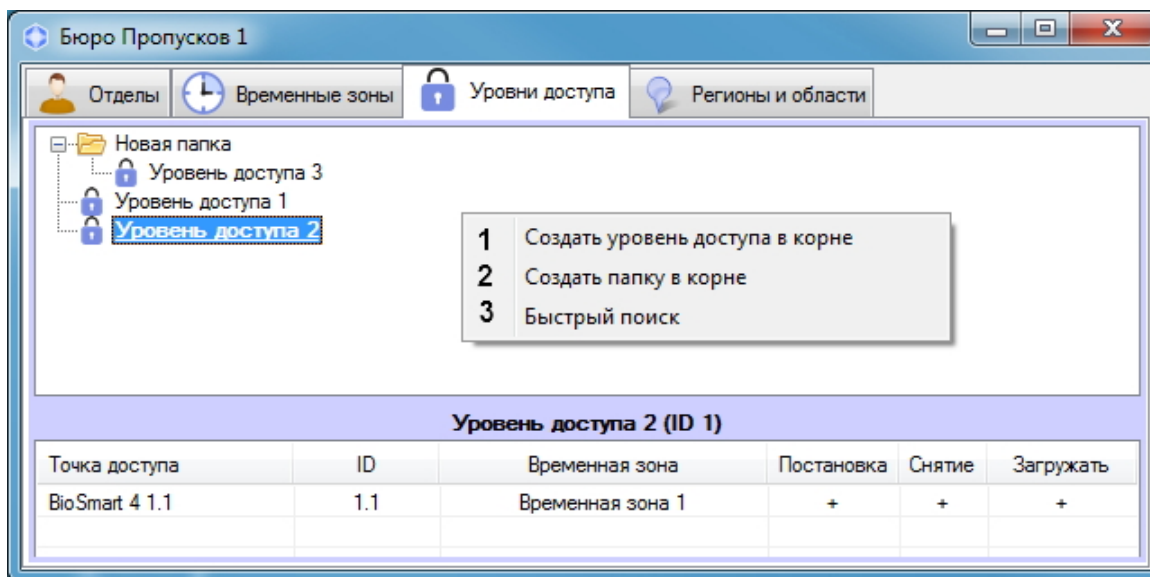 Бюро Пропусков 1
Отделы Временные зоны Уровни доступа Регионы и области
Новая папка
Уровень доступа 3
Уровень доступа 1
Уровень доступа 2
1 Создать уровень доступа в корне
2 Создать папку в корне
3 Быстрый поиск
Уровень доступа 2 (ID 1)
Точка доступа ID Временная зона Постановка Снятие Загружать
BioSmart 4 1.1 1.1 Временная зона 1 + + +